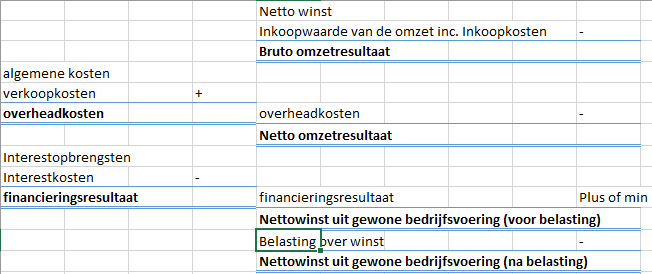 Netto winst
Inkoopwaarde van de omzet inc. Inkoopkosten -
Bruto omzetresultaat
algemene kosten
verkoopkosten +
overheadkosten overheadkosten -
Netto omzetresultaat
Interestopbrengsten
Interestkosten -
financieringsresultaat financieringsresultaat Plus of min
Nettowinst uit gewone bedrijfsvoering (voor belasting)
Belasting over winst -
Nettowinst uit gewone bedrijfsvoering (na belasting)